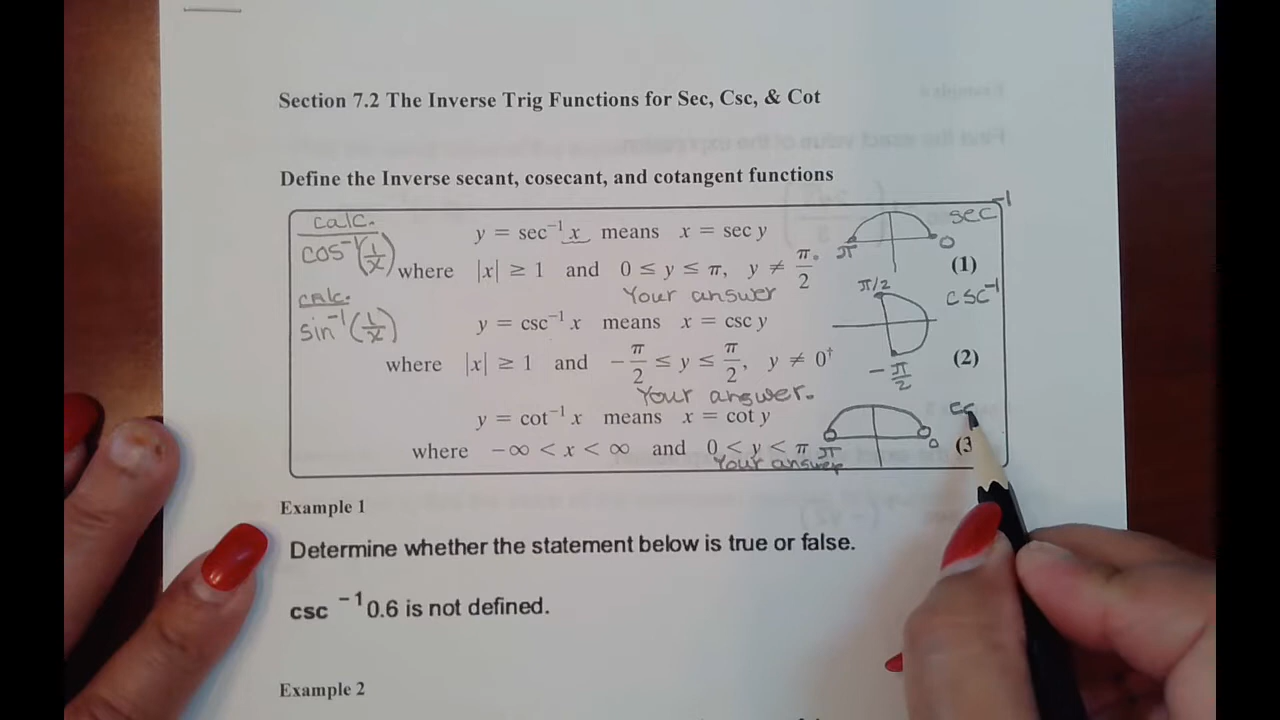 Section 7.2 The Inverse Trig Functions for Sec, Csc, & Cot
Define the Inverse secant, cosecant, and cotangent functions
calc.
cos⁻¹(1/x)
y = sec⁻¹ x means x = sec y
sec⁻¹
π 0
where |x| ≥ 1 and 0 ≤ y ≤ π, y ≠ π/2.
(1)
Your answer
calc.
sin⁻¹(1/x)
y = csc⁻¹ x means x = csc y
π/2
csc⁻¹
where |x| ≥ 1 and -π/2 ≤ y ≤ π/2, y ≠ 0†
-π/2
(2)
Your answer.
y = cot⁻¹ x means x = cot y
where -∞ < x < ∞ and 0 < y < π
π 0
(3
Your answer
Example 1
Determine whether the statement below is true or false.
csc ⁻¹ 0.6 is not defined.
Example 2